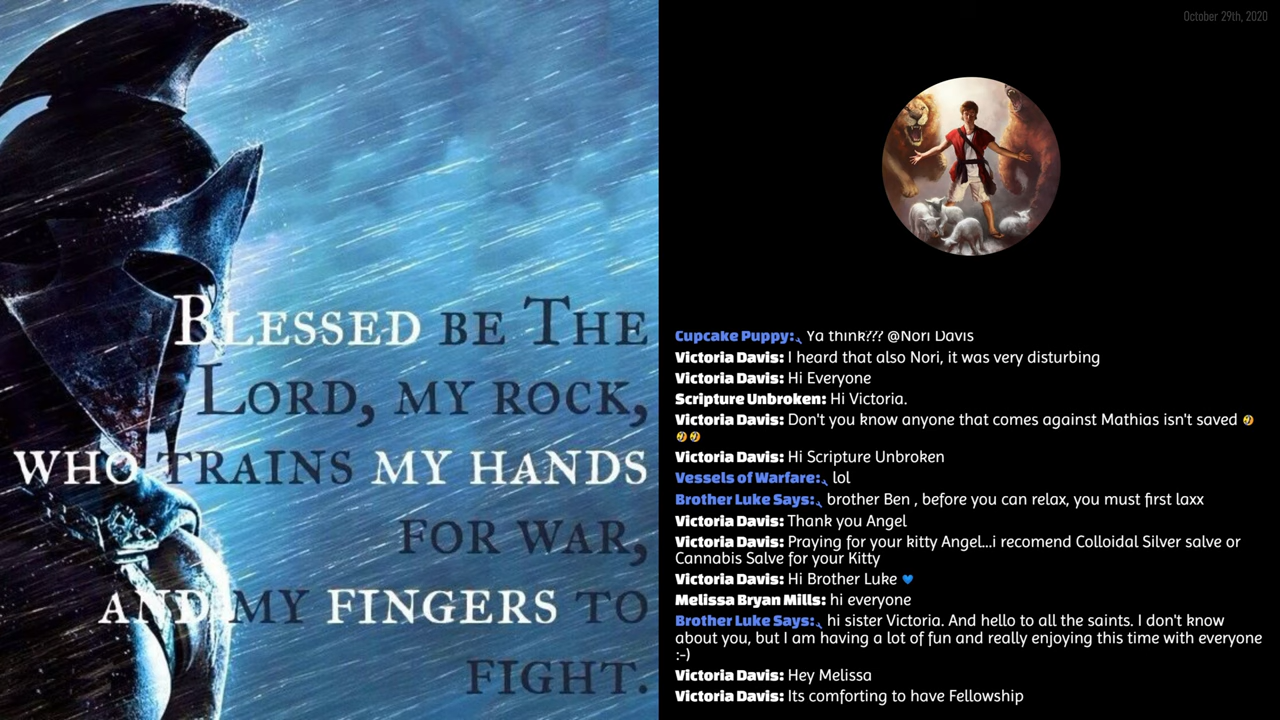 BLESSED BE THE
LORD, MY ROCK,
WHO TRAINS MY HANDS
FOR WAR,
AND MY FINGERS TO
FIGHT.
October 29th, 2020
Cupcake Puppy: Ya think??? @Nori Davis
Victoria Davis: I heard that also Nori, it was very disturbing
Victoria Davis: Hi Everyone
Scripture Unbroken: Hi Victoria.
Victoria Davis: Don't you know anyone that comes against Mathias isn't saved 🤣
🤣🤣
Victoria Davis: Hi Scripture Unbroken
Vessels of Warfare: lol
Brother Luke Says: brother Ben , before you can relax, you must first laxx
Victoria Davis: Thank you Angel
Victoria Davis: Praying for your kitty Angel...i recomend Colloidal Silver salve or
Cannabis Salve for your Kitty
Victoria Davis: Hi Brother Luke 💙
Melissa Bryan Mills: hi everyone
Brother Luke Says: hi sister Victoria. And hello to all the saints. I don't know
about you, but I am having a lot of fun and really enjoying this time with everyone
:-)
Victoria Davis: Hey Melissa
Victoria Davis: Its comforting to have Fellowship